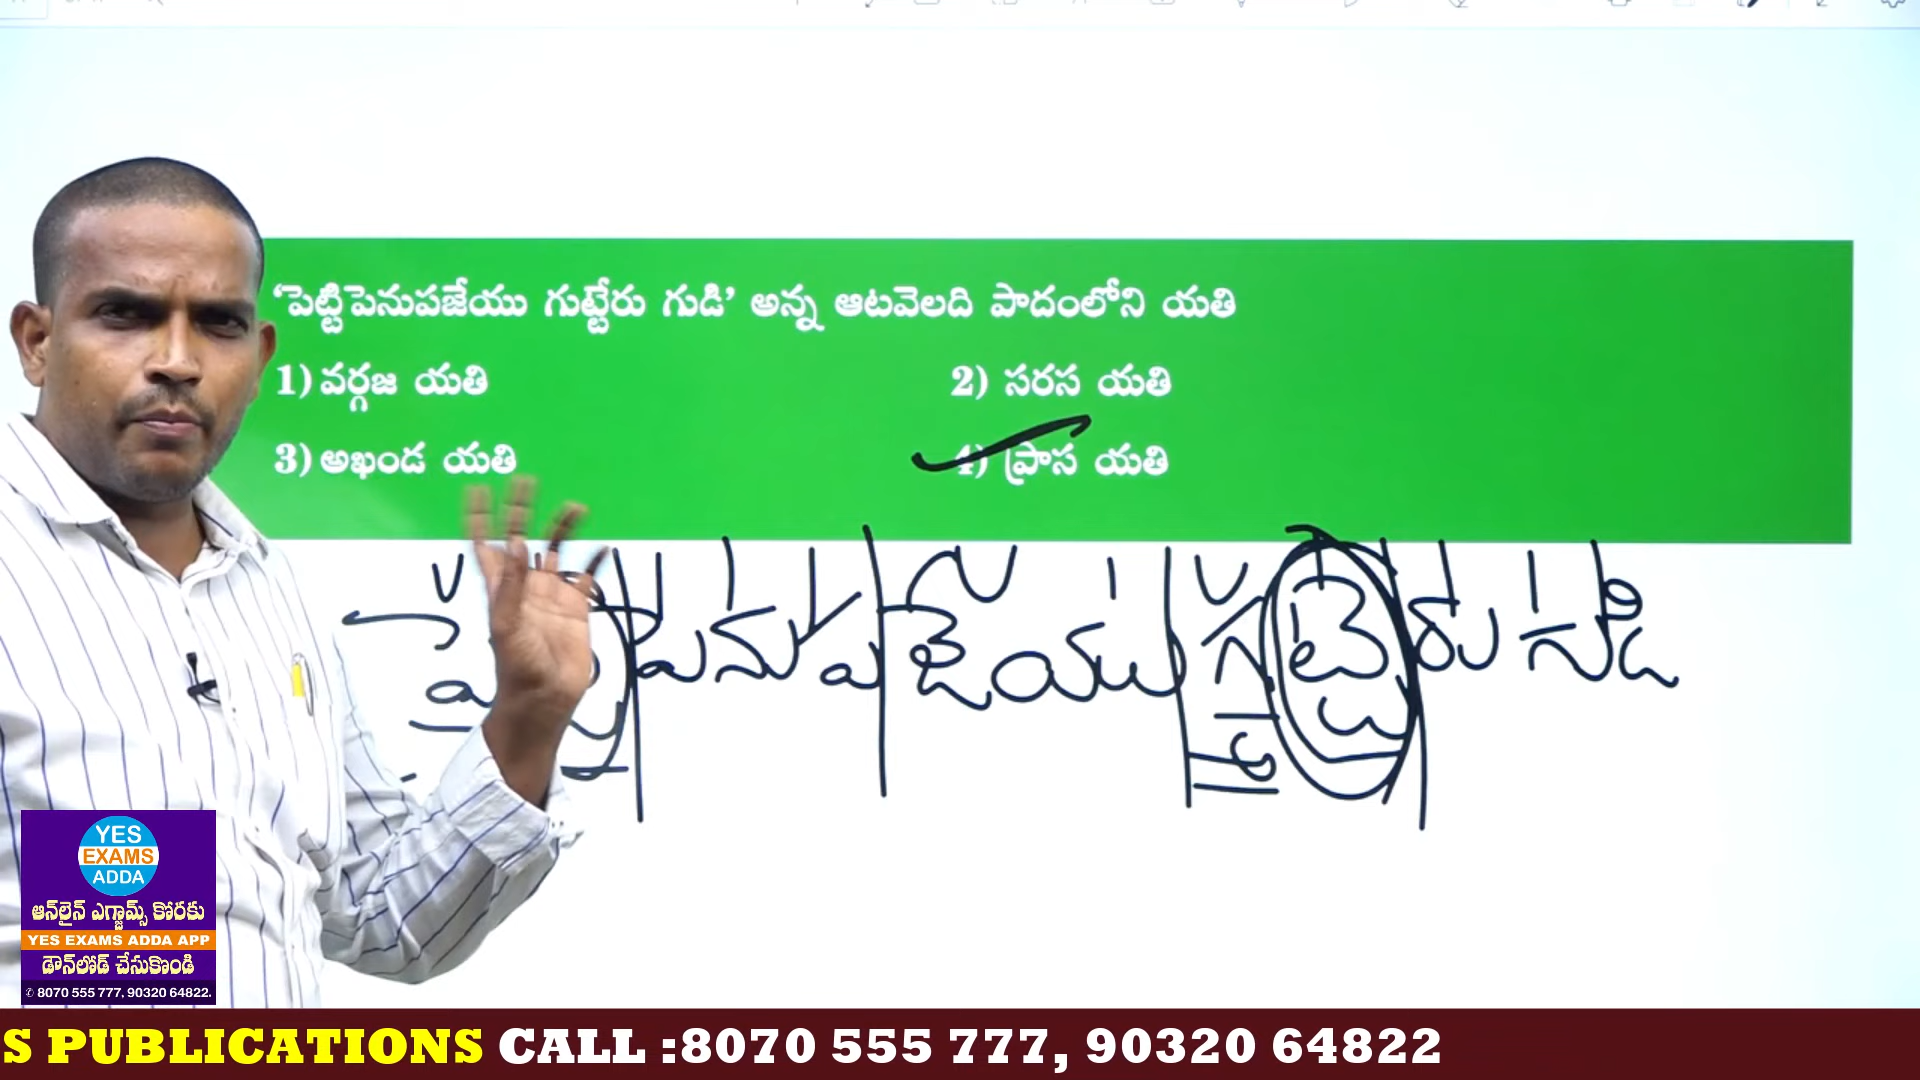 ‘పెట్టిపెనుపజేయు గుట్టేరు గుడి’ అన్న ఆటవెలది పాదంలోని యతి
1) వర్గజ యతి
2) సరస యతి
3) అఖండ యతి
4) ప్రాస యతి
పెనుప జేయు గుట్టేరు గుడి
YES
EXAMS
ADDA
ఆన్‌లైన్ ఎగ్జామ్స్ కోరకు
YES EXAMS ADDA APP
డౌన్‌లోడ్ చేసుకొండి
✆ 8070 555 777, 90320 64822.
S PUBLICATIONS CALL :8070 555 777, 90320 64822